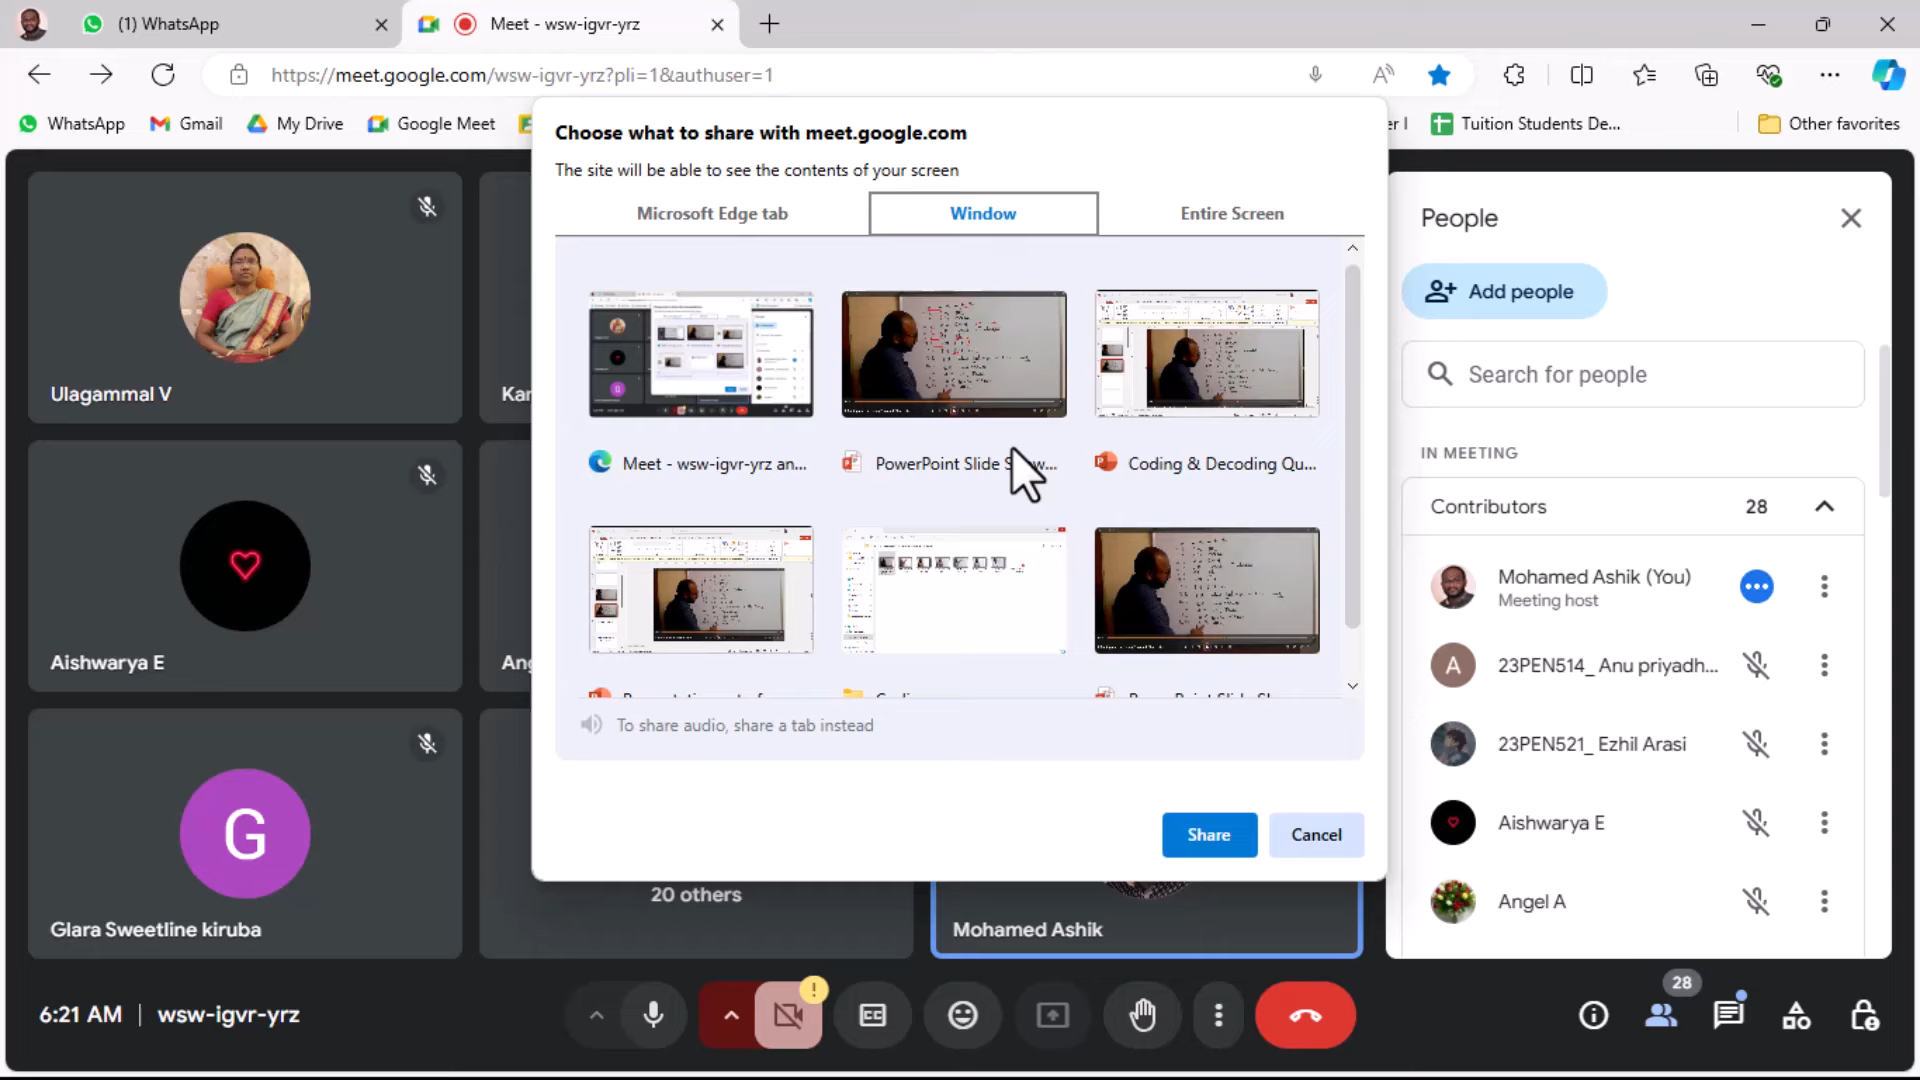 (1) WhatsApp
Meet - wsw-igvr-yrz
https://meet.google.com/wsw-igvr-yrz?pli=1&authuser=1
WhatsApp
Gmail
My Drive
Google Meet
Tuition Students De...
Other favorites
Choose what to share with meet.google.com
The site will be able to see the contents of your screen
Microsoft Edge tab
Window
Entire Screen
Meet - wsw-igvr-yrz an...
PowerPoint Slide
Coding & Decoding Qu...
To share audio, share a tab instead
Share
Cancel
Ulagammal V
Aishwarya E
G
Glara Sweetline kiruba
20 others
Mohamed Ashik
People
Add people
Search for people
IN MEETING
Contributors
28
Mohamed Ashik (You)
Meeting host
A
23PEN514_ Anu priyadh...
23PEN521_ Ezhil Arasi
Aishwarya E
Angel A
6:21 AM
wsw-igvr-yrz
28